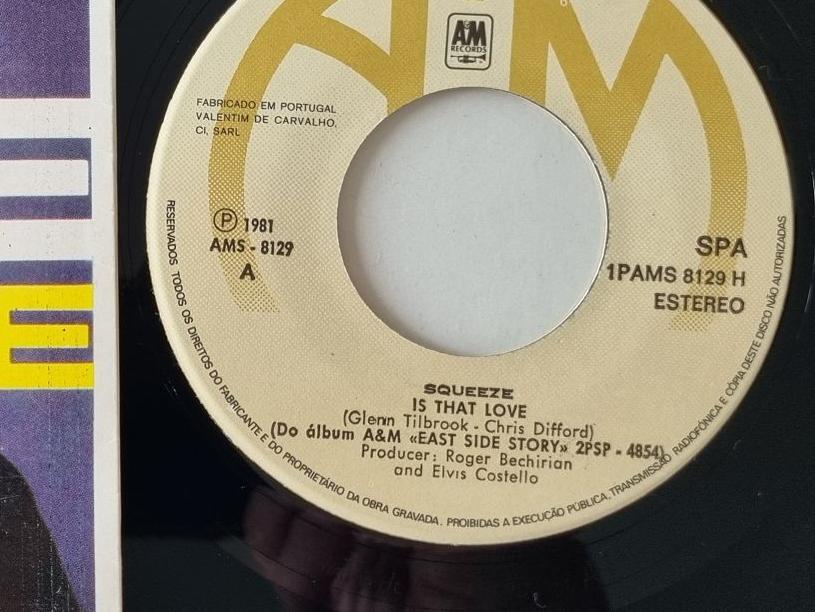 AM
RECORDS
FABRICADO EM PORTUGAL
VALENTIM DE CARVALHO,
CI, SARL
Ⓟ 1981
AMS - 8129
A
SPA
1PAMS 8129 H
ESTEREO
SQUEEZE
IS THAT LOVE
(Glenn Tilbrook - Chris Difford)
(Do álbum A&M «EAST SIDE STORY» 2PSP - 4854)
Producer: Roger Bechirian
and Elvis Costello
RESERVADOS TODOS OS DIREITOS DO FABRICANTE E DO PROPRIETÁRIO DA OBRA GRAVADA. PROIBIDAS A EXECUÇÃO PÚBLICA, TRANSMISSÃO RADIOFÓNICA E CÓPIA DESTE DISCO NÃO AUTORIZADAS
E